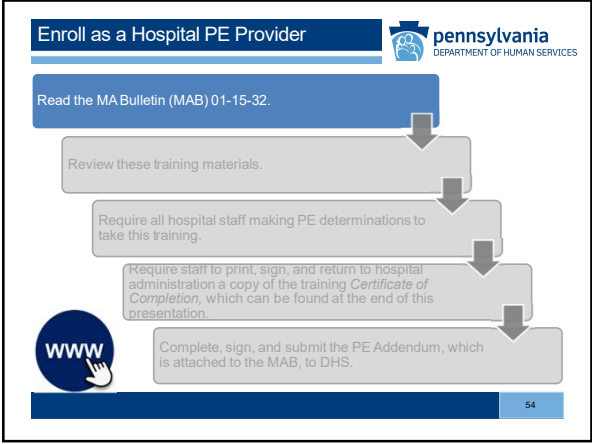 Enroll as a Hospital PE Provider
pennsylvania
DEPARTMENT OF HUMAN SERVICES
Read the MA Bulletin (MAB) 01-15-32.
Review these training materials.
Require all hospital staff making PE determinations to
take this training.
Require staff to print, sign, and return to hospital
administration a copy of the training Certificate of
Completion, which can be found at the end of this
presentation.
Complete, sign, and submit the PE Addendum, which
is attached to the MAB, to DHS.
www
54